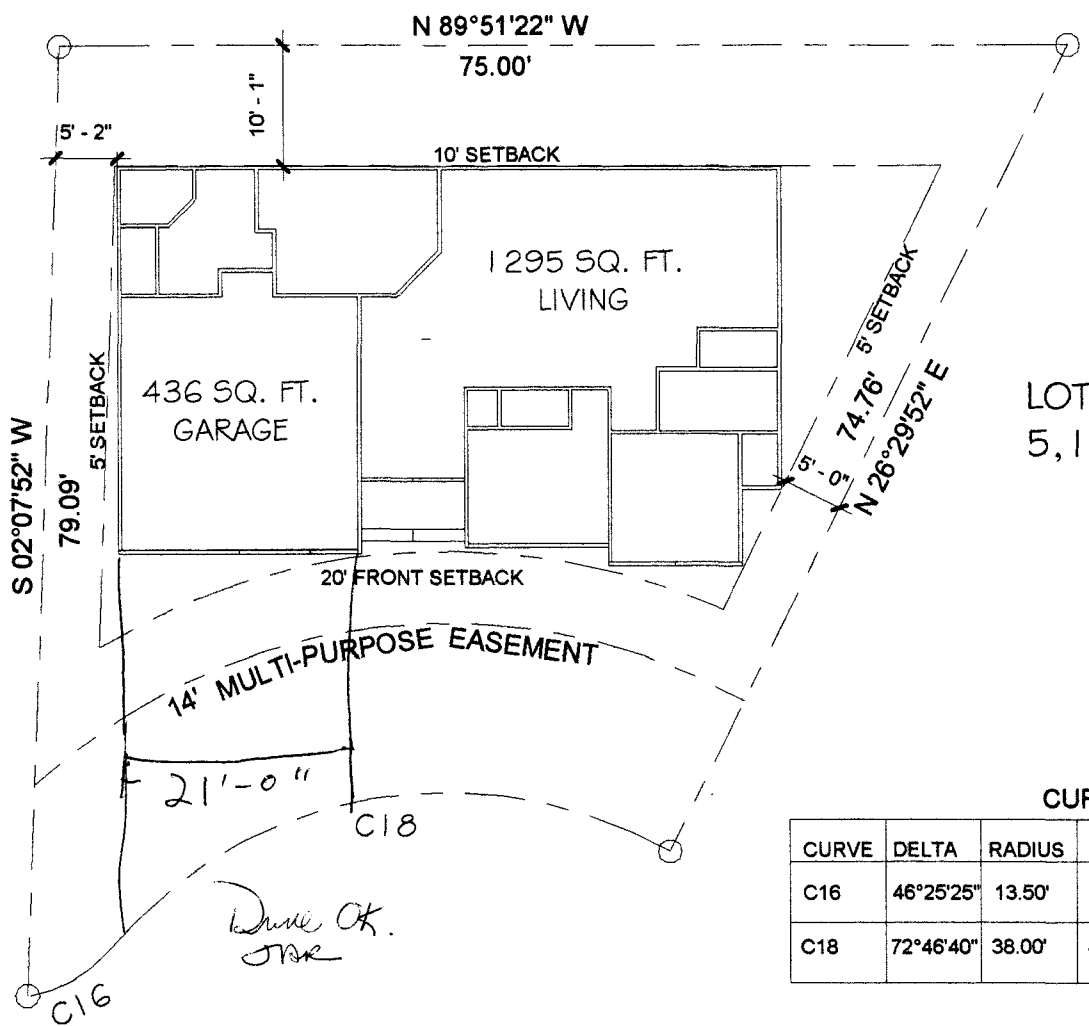 N 89°51'22" W
75.00'
5' - 2"
10' - 1"
10' SETBACK
1295 SQ. FT.
LIVING
5' SETBACK
436 SQ. FT.
GARAGE
5' SETBACK
S 02°07'52" W
79.09'
74.76'
N 26°29'52" E
5' - 0"
LOT
5,1
20' FRONT SETBACK
14' MULTI-PURPOSE EASEMENT
21'-0"
C18
CUR
CURVE DELTA RADIUS
C16 46°25'25" 13.50'
C18 72°46'40" 38.00'
Drive OK.
C16